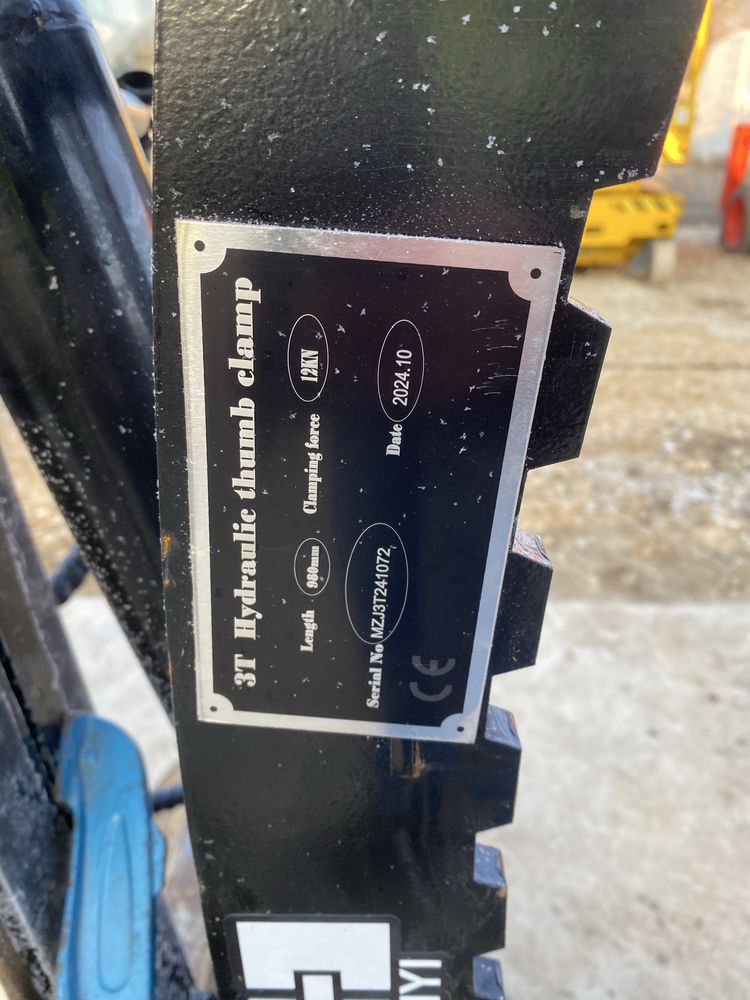 3T Hydraulic thumb clamp
Length 980mm Clamping force 12KN
Serial No MZJ3T241072 Date 2024.10
CE